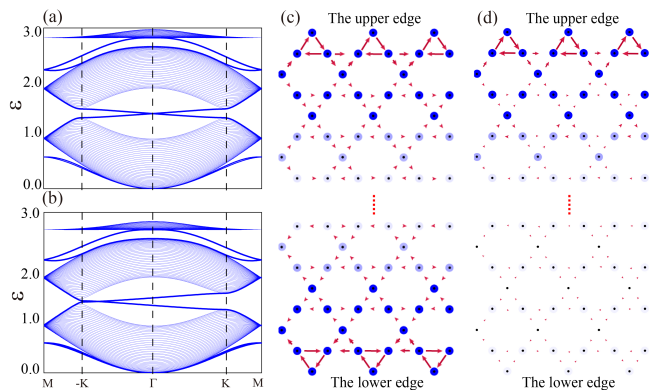 (a)
3.0
2.0
ε
1.0
0.0
(b)
3.0
2.0
ε
1.0
0.0
M -K Γ K M
(c) The upper edge
The lower edge
(d) The upper edge
The lower edge